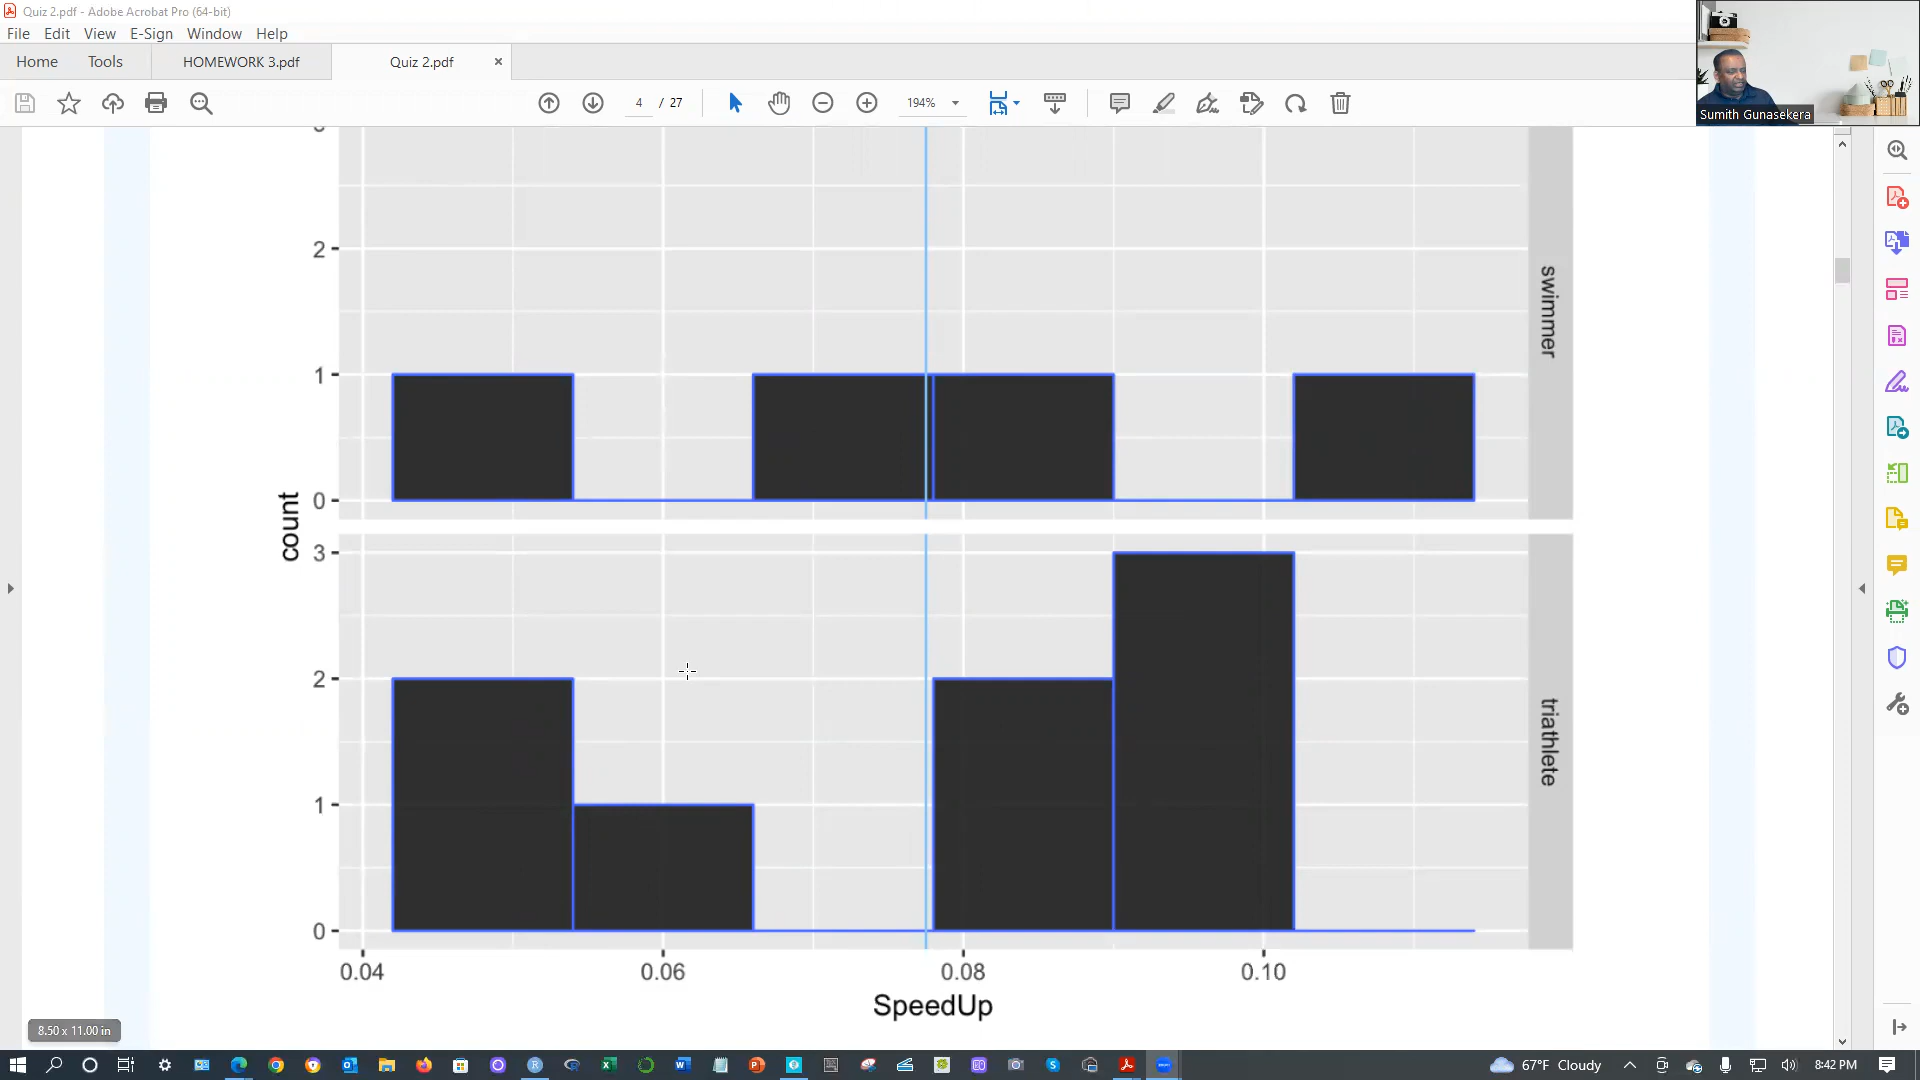 Quiz 2.pdf - Adobe Acrobat Pro (64-bit)
File Edit View E-Sign Window Help
Home Tools HOMEWORK 3.pdf Quiz 2.pdf ×
4 / 27 194%
Sumith Gunasekera
2
1
0
swimmer
count
3
2
1
0
triathlete
0.04 0.06 0.08 0.10
SpeedUp
8.50 x 11.00 in
67°F Cloudy 8:42 PM